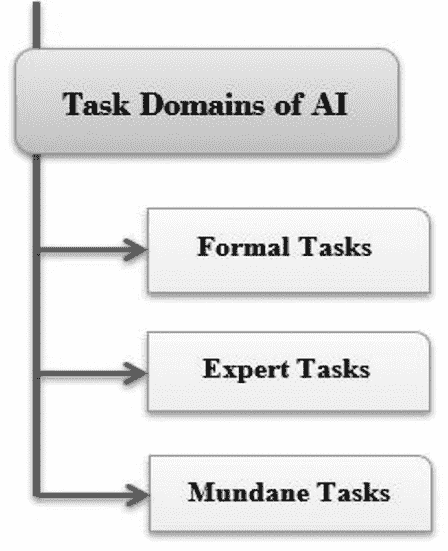 Task Domains of AI
Formal Tasks
Expert Tasks
Mundane Tasks